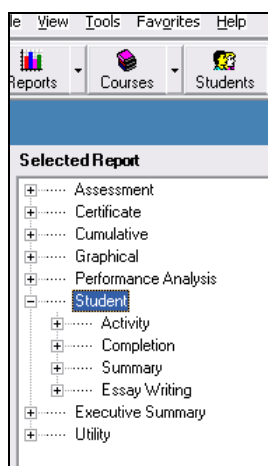 le View Tools Favorites Help
Reports Courses Students
Selected Report
Assessment
Certificate
Cumulative
Graphical
Performance Analysis
Student
Activity
Completion
Summary
Essay Writing
Executive Summary
Utility